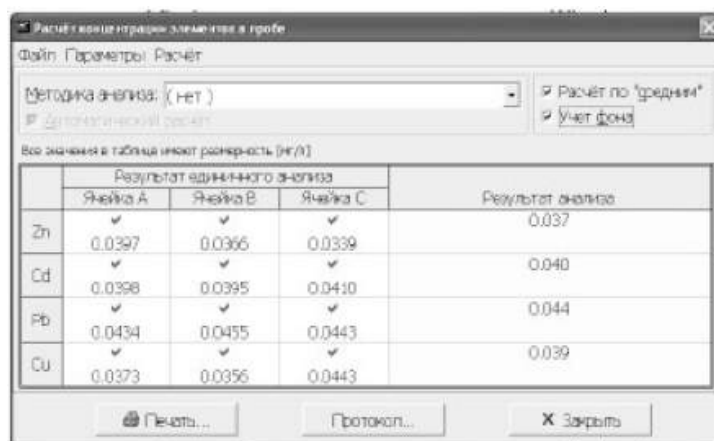 Расчёт концентрации элементов в пробе
Файл Параметры Расчёт
Методика анализа: ( нет )
Автоматический расчёт
Расчёт по "средним"
Учет фона
Все значения в таблице имеют размерность [мг/л]
Результат единичного анализа
Ячейка A Ячейка B Ячейка C Результат анализа
Zn 0.0397 0.0366 0.0339 0.037
Cd 0.0398 0.0395 0.0410 0.040
Pb 0.0434 0.0455 0.0443 0.044
Cu 0.0373 0.0356 0.0443 0.039
Печать... Протокол... X Закрыть